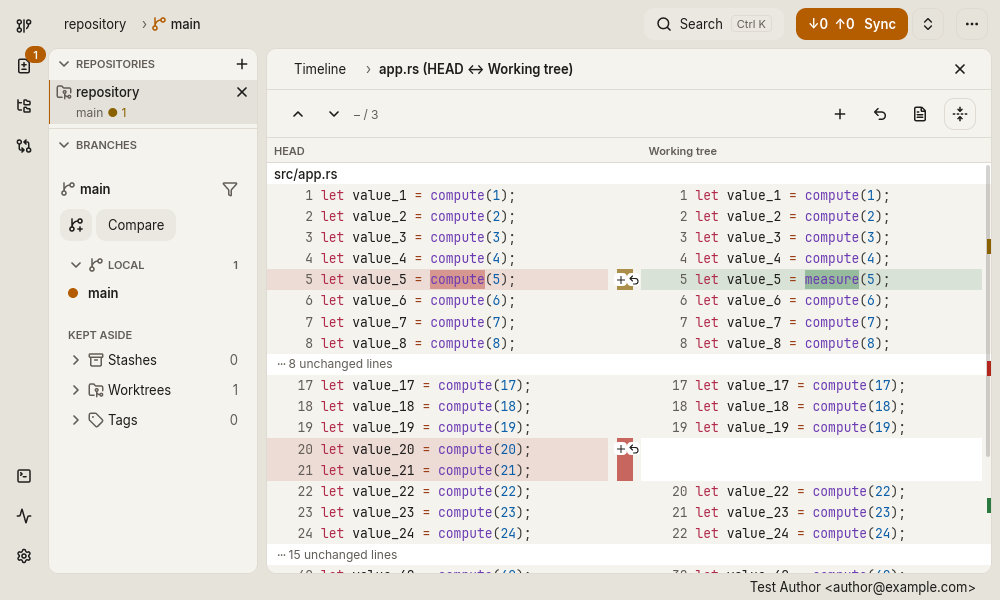 repository › main
Search Ctrl K
↓0 ↑0 Sync
1
REPOSITORIES
repository
main 1
BRANCHES
main
Compare
LOCAL 1
main
KEPT ASIDE
Stashes 0
Worktrees 1
Tags 0
Timeline › app.rs (HEAD ↔ Working tree)
– / 3
HEAD Working tree
src/app.rs
1 let value_1 = compute(1); 1 let value_1 = compute(1);
2 let value_2 = compute(2); 2 let value_2 = compute(2);
3 let value_3 = compute(3); 3 let value_3 = compute(3);
4 let value_4 = compute(4); 4 let value_4 = compute(4);
5 let value_5 = compute(5); 5 let value_5 = measure(5);
6 let value_6 = compute(6); 6 let value_6 = compute(6);
7 let value_7 = compute(7); 7 let value_7 = compute(7);
8 let value_8 = compute(8); 8 let value_8 = compute(8);
··· 8 unchanged lines
17 let value_17 = compute(17); 17 let value_17 = compute(17);
18 let value_18 = compute(18); 18 let value_18 = compute(18);
19 let value_19 = compute(19); 19 let value_19 = compute(19);
20 let value_20 = compute(20);
21 let value_21 = compute(21);
22 let value_22 = compute(22); 20 let value_22 = compute(22);
23 let value_23 = compute(23); 21 let value_23 = compute(23);
24 let value_24 = compute(24); 22 let value_24 = compute(24);
··· 15 unchanged lines
Test Author <author@example.com>